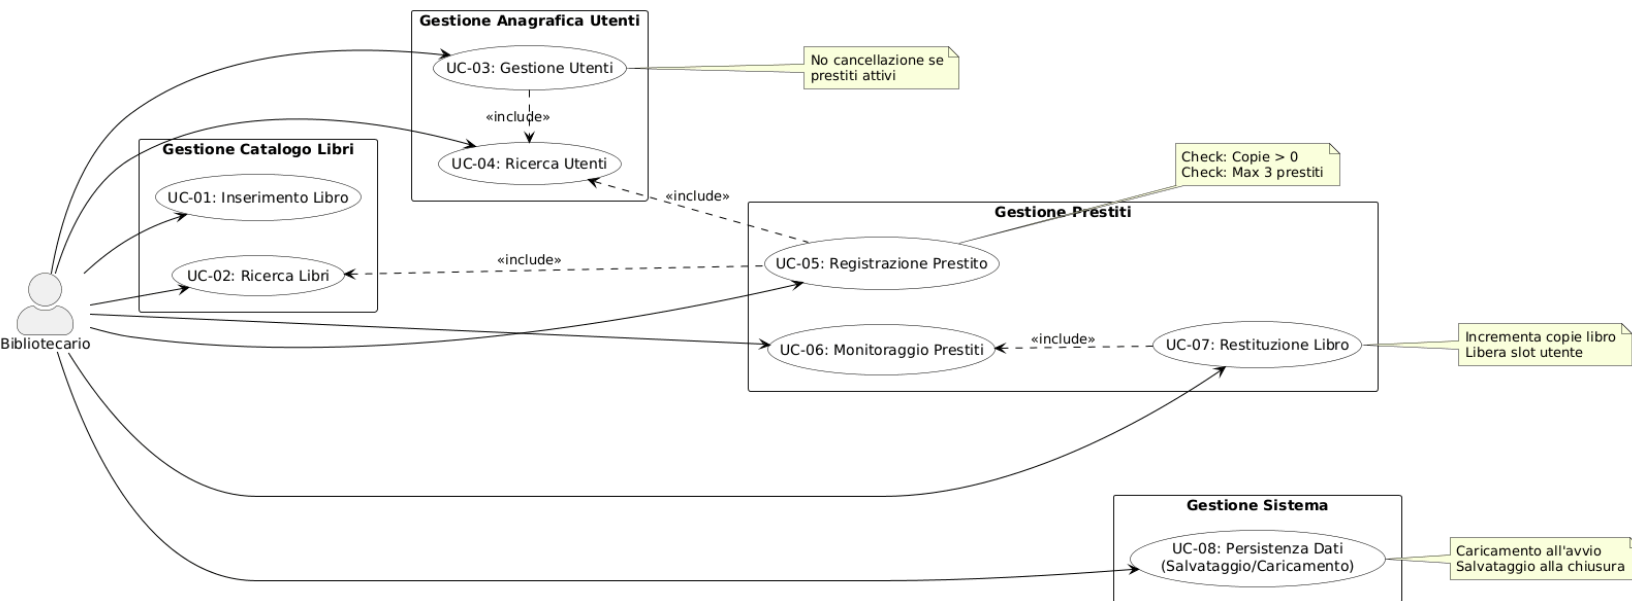 Gestione Anagrafica Utenti
UC-03: Gestione Utenti
No cancellazione se
prestiti attivi
«include»
UC-04: Ricerca Utenti
Gestione Catalogo Libri
UC-01: Inserimento Libro
UC-02: Ricerca Libri
«include»
«include»
Check: Copie > 0
Check: Max 3 prestiti
Gestione Prestiti
UC-05: Registrazione Prestito
UC-06: Monitoraggio Prestiti
«include»
UC-07: Restituzione Libro
Incrementa copie libro
Libera slot utente
Bibliotecario
Gestione Sistema
UC-08: Persistenza Dati
(Salvataggio/Caricamento)
Caricamento all'avvio
Salvataggio alla chiusura